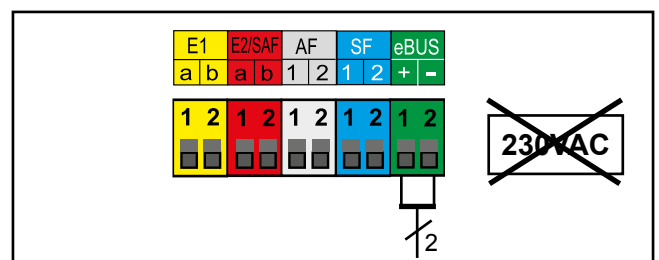 E1 E2/SAF AF SF eBUS
a b a b 1 2 1 2 + -
1 2 1 2 1 2 1 2 1 2
230VAC
2